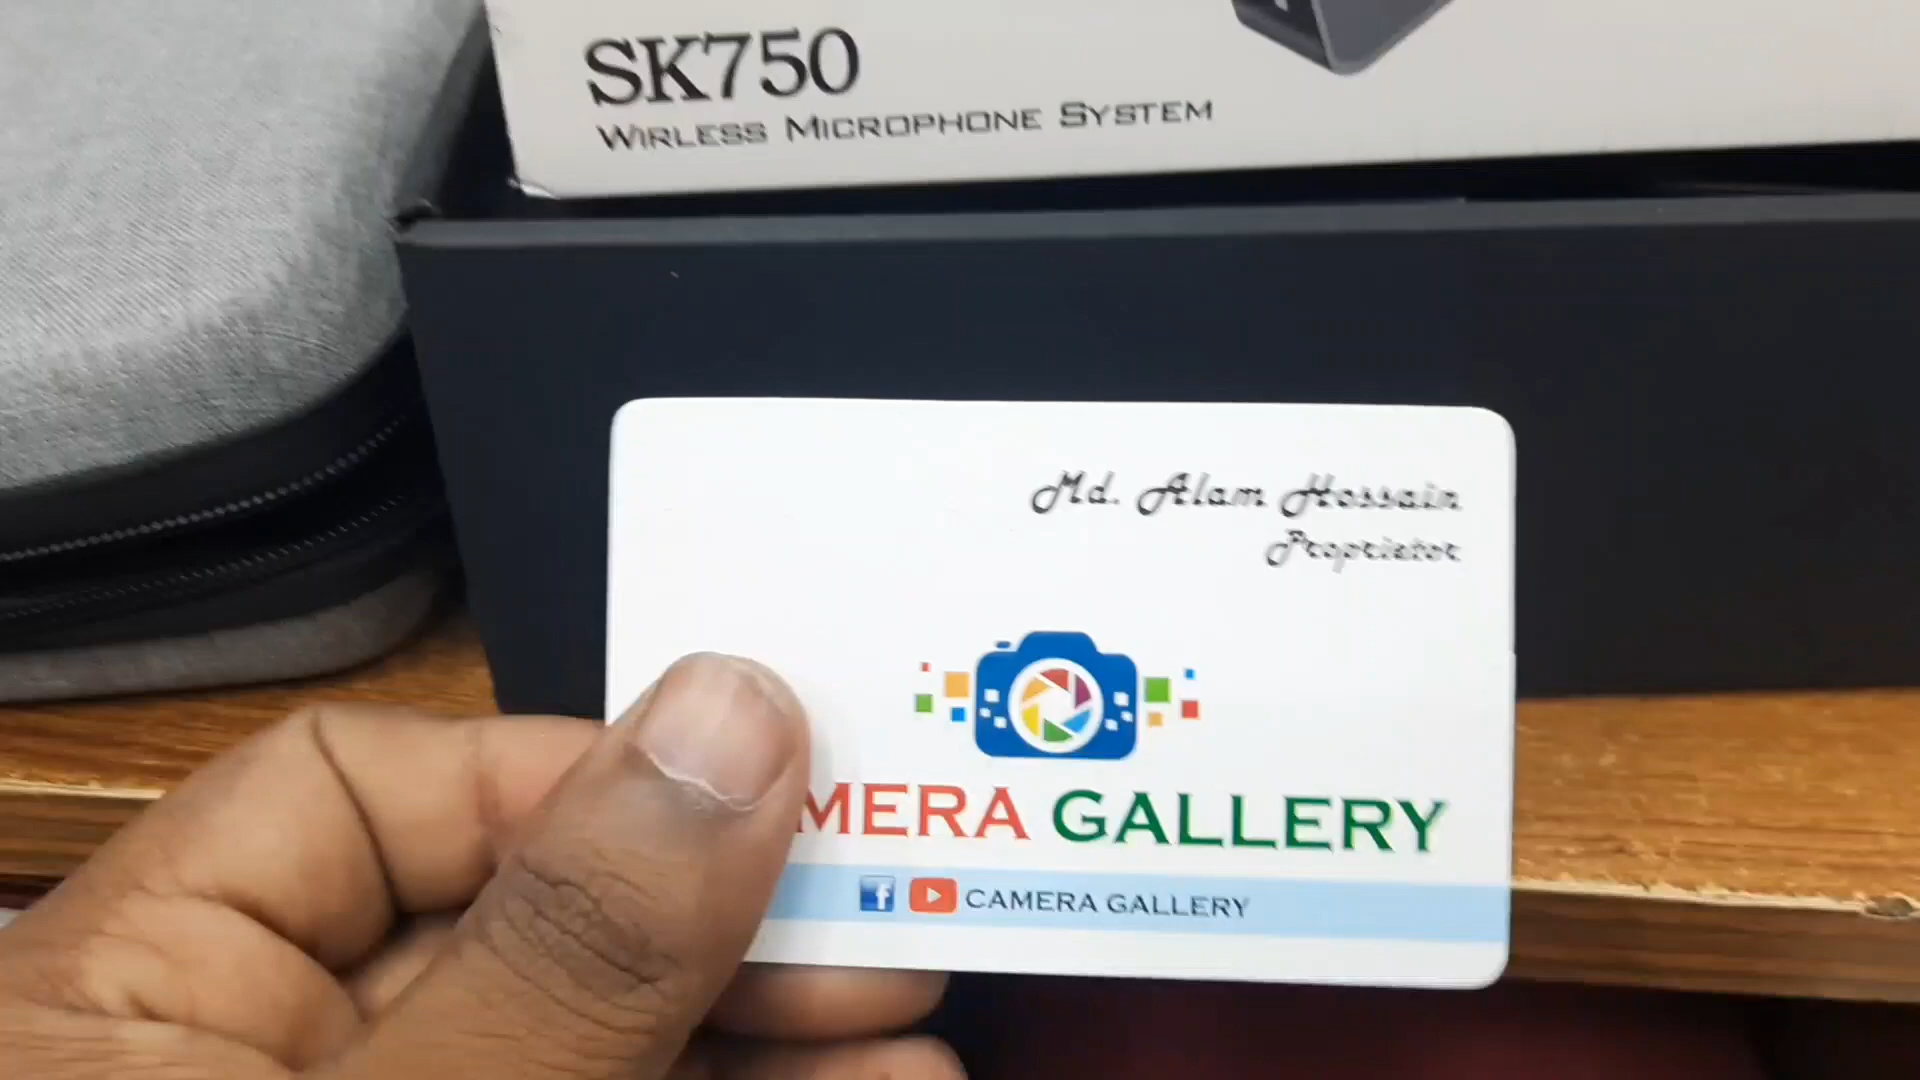 SK750
WIRLESS MICROPHONE SYSTEM
Md. Alam Hossain
Proprietor
MERA GALLERY
f CAMERA GALLERY